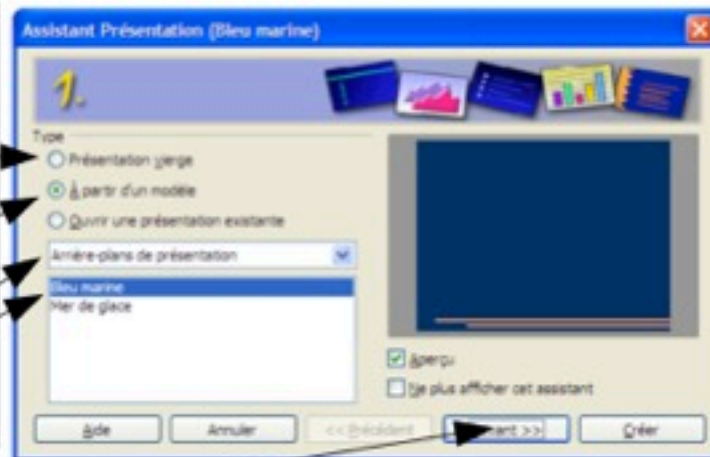 Assistant Présentation (Bleu marine)
1.
Type
Présentation vierge
À partir d'un modèle
Ouvrir une présentation existante
Arrière-plans de présentation
Bleu marine
Mer de glace
Aperçu
Ne plus afficher cet assistant
Aide
Annuler
<< Précédent
>>
Créer